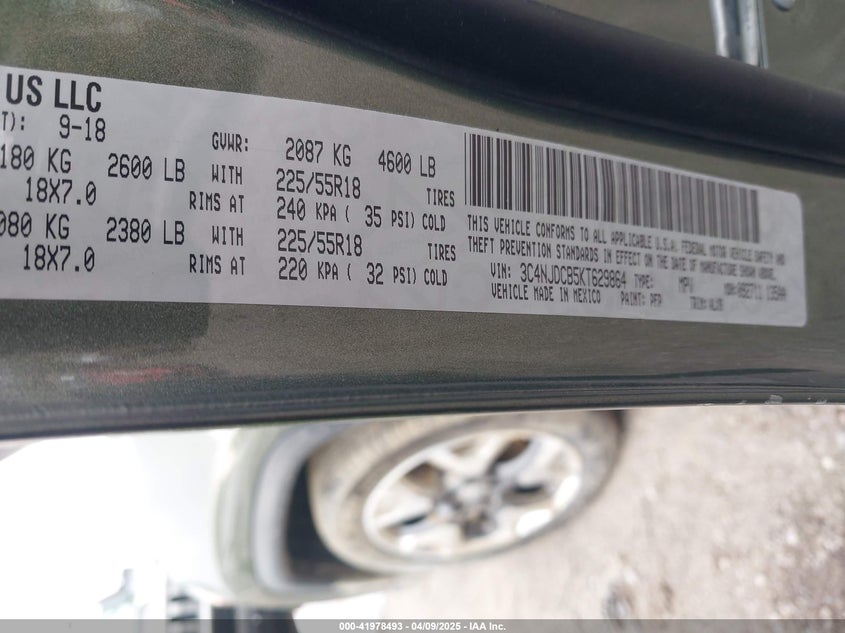 US LLC
T): 9-18
GVWR: 2087 KG 4600 LB
180 KG 2600 LB WITH 225/55R18 TIRES
18X7.0 RIMS AT 240 KPA ( 35 PSI) COLD
080 KG 2380 LB WITH 225/55R18 TIRES
18X7.0 RIMS AT 220 KPA ( 32 PSI) COLD
THIS VEHICLE CONFORMS TO ALL APPLICABLE U.S.A. FEDERAL MOTOR VEHICLE SAFETY AND
THEFT PREVENTION STANDARDS IN EFFECT ON THE DATE OF MANUFACTURE SHOWN ABOVE.
VIN: 3C4NJDCB5KT629864 TYPE: MPV
VEHICLE MADE IN MEXICO PAINT: PFP TRIM:
000-41978493 - 04/09/2025 - IAA Inc.